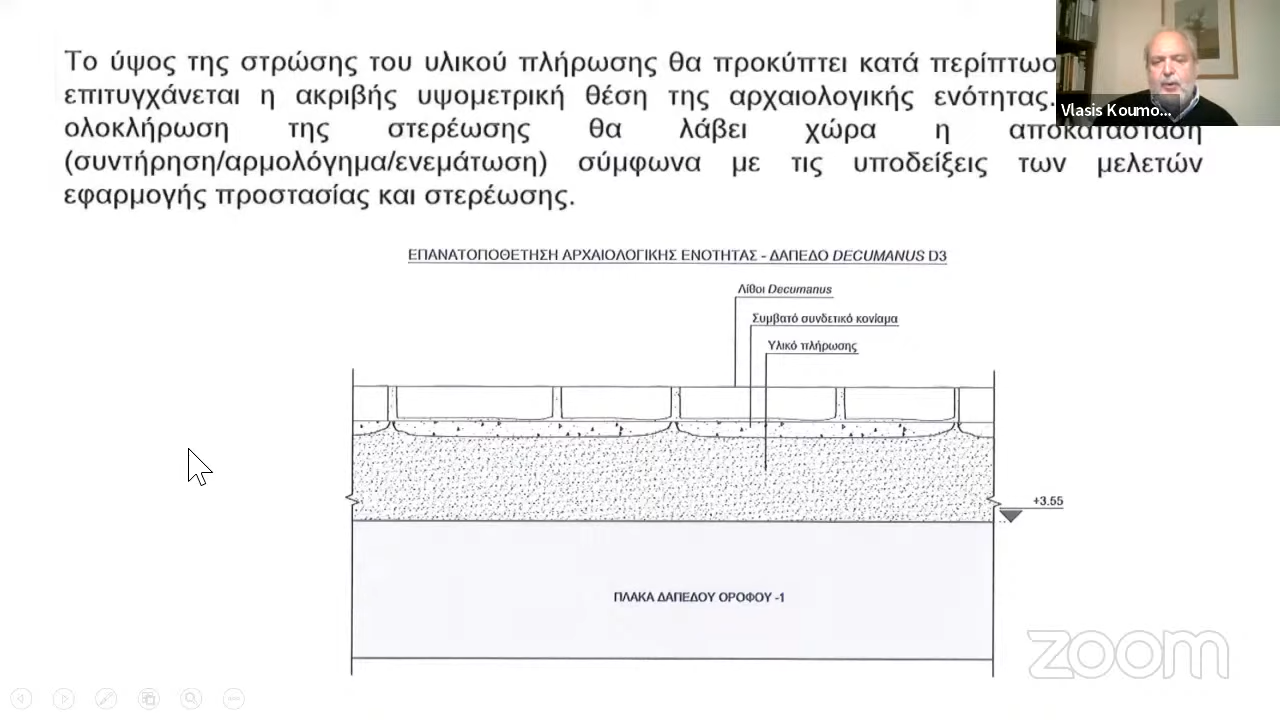 Το ύψος της στρώσης του υλικού πλήρωσης θα προκύπτει κατά
επιτυγχάνεται η ακριβής υψομετρική θέση της αρχαιολογικής ενότητας.
ολοκλήρωση της στερέωσης θα λάβει χώρα η αποκατάσταση
(συντήρηση/αρμολόγημα/ενεμάτωση) σύμφωνα με τις υποδείξεις των μελετών
εφαρμογής προστασίας και στερέωσης.
Vlasis Koumo...
ΕΠΑΝΑΤΟΠΟΘΕΤΗΣΗ ΑΡΧΑΙΟΛΟΓΙΚΗΣ ΕΝΟΤΗΤΑΣ - ΔΑΠΕΔΟ DECUMANUS D3
Λίθοι Decumanus
Συμβατό συνδετικό κονίαμα
Υλικό πλήρωσης
+3.55
ΠΛΑΚΑ ΔΑΠΕΔΟΥ ΟΡΟΦΟΥ -1
zoom